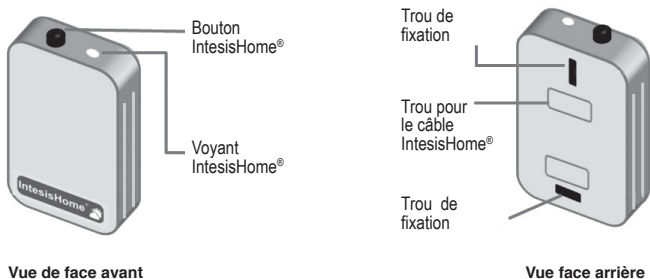 Bouton
IntesisHome®
Voyant
IntesisHome®
IntesisHome®
Vue de face avant
Trou de
fixation
Trou pour
le câble
IntesisHome®
Trou de
fixation
Vue face arrière